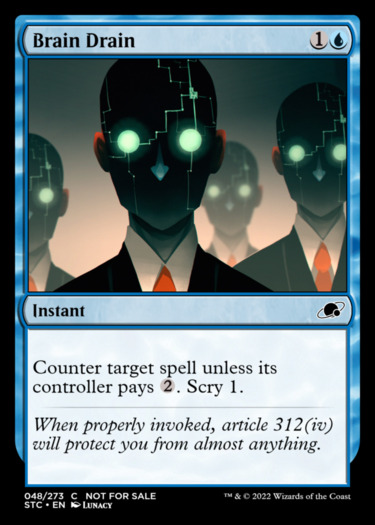 Brain Drain 1
Instant
Counter target spell unless its
controller pays 2. Scry 1.
When properly invoked, article 312(iv)
will protect you from almost anything.
048/273 C NOT FOR SALE
STC • EN LUNACY
™ & © 2022 Wizards of the Coast